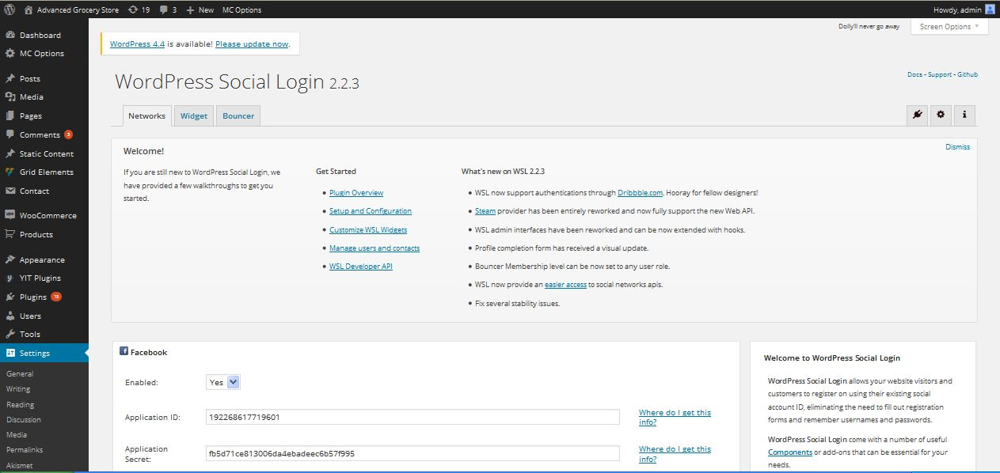 Advanced Grocery Store 19 3 New MC Options Howdy, admin
Dolly'll never go away Screen Options
WordPress 4.4 is available! Please update now.
WordPress Social Login 2.2.3
Docs - Support - Github
Networks Widget Bouncer
Dashboard
MC Options
Posts
Media
Pages
Comments 3
Static Content
Grid Elements
Contact
WooCommerce
Products
Appearance
YIT Plugins
Plugins 15
Users
Tools
Settings
General
Writing
Reading
Discussion
Media
Permalinks
Akismet
Welcome!
Dismiss
If you are still new to WordPress Social Login, we
have provided a few walkthroughs to get you
started.
Get Started
• Plugin Overview
• Setup and Configuration
• Customize WSL Widgets
• Manage users and contacts
• WSL Developer API
What's new on WSL 2.2.3
• WSL now support authentications through Dribbble.com. Hooray for fellow designers!
• Steam provider has been entirely reworked and now fully support the new Web API.
• WSL admin interfaces have been reworked and can be now extended with hooks.
• Profile completion form has received a visual update.
• Bouncer Membership level can be now set to any user role.
• WSL now provide an easier access to social networks apis.
• Fix several stability issues.
Facebook
Enabled: Yes
Application ID: 192268617719601
Where do I get this
info?
Application
Secret:
fb5d71ce813006da4ebadeec6b57f995
Where do I get this
info?
Welcome to WordPress Social Login
WordPress Social Login allows your website visitors and
customers to register on using their existing social
account ID, eliminating the need to fill out registration
forms and remember usernames and passwords.
WordPress Social Login come with a number of useful
Components or add-ons that can be essential for your
needs.